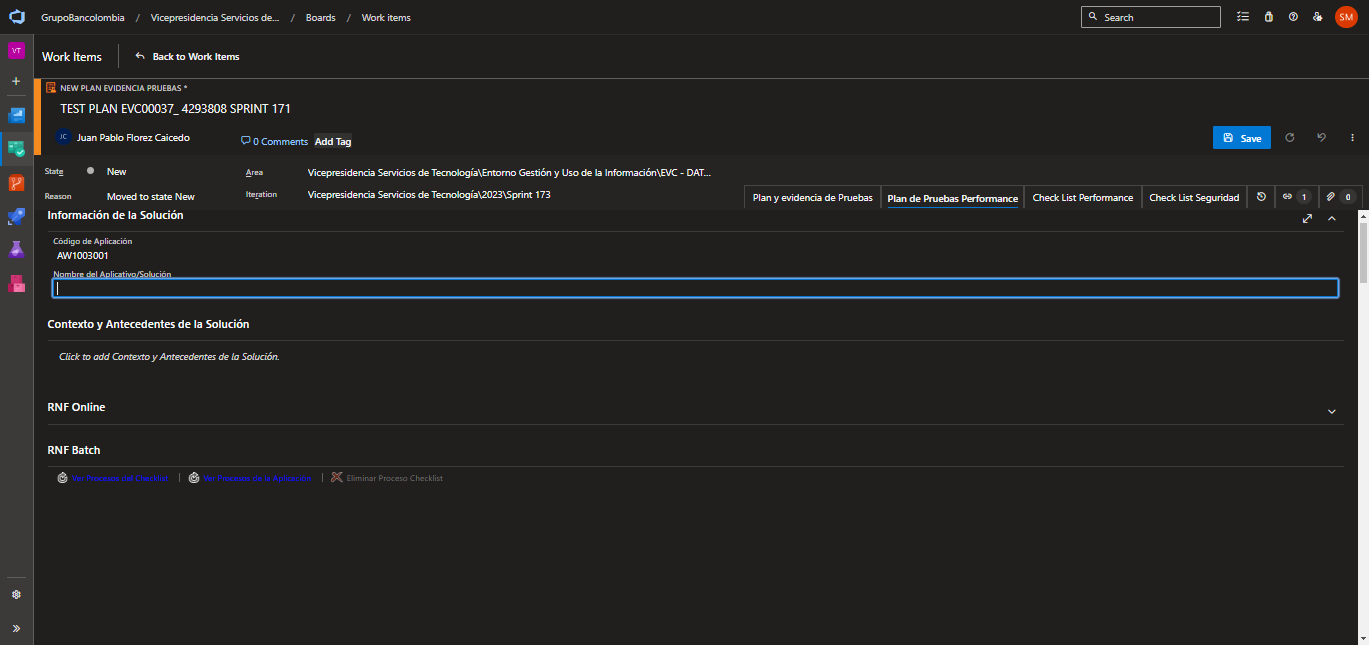 GrupoBancolombia / Vicepresidencia Servicios de... / Boards / Work items
Search
SM
VT
Work Items
Back to Work Items
NEW PLAN EVIDENCIA PRUEBAS *
TEST PLAN EVC00037_ 4293808 SPRINT 171
JC Juan Pablo Florez Caicedo
0 Comments
Add Tag
Save
State
New
Area
Vicepresidencia Servicios de Tecnología\Entorno Gestión y Uso de la Información\EVC - DAT...
Reason
Moved to state New
Iteration
Vicepresidencia Servicios de Tecnología\2023\Sprint 173
Plan y evidencia de Pruebas
Plan de Pruebas Performance
Check List Performance
Check List Seguridad
1
0
Información de la Solución
Código de Aplicación
AW1003001
Nombre del Aplicativo/Solución
Contexto y Antecedentes de la Solución
Click to add Contexto y Antecedentes de la Solución.
RNF Online
RNF Batch
Ver Procesos del Checklist | Ver Procesos de la Aplicación | Eliminar Proceso Checklist